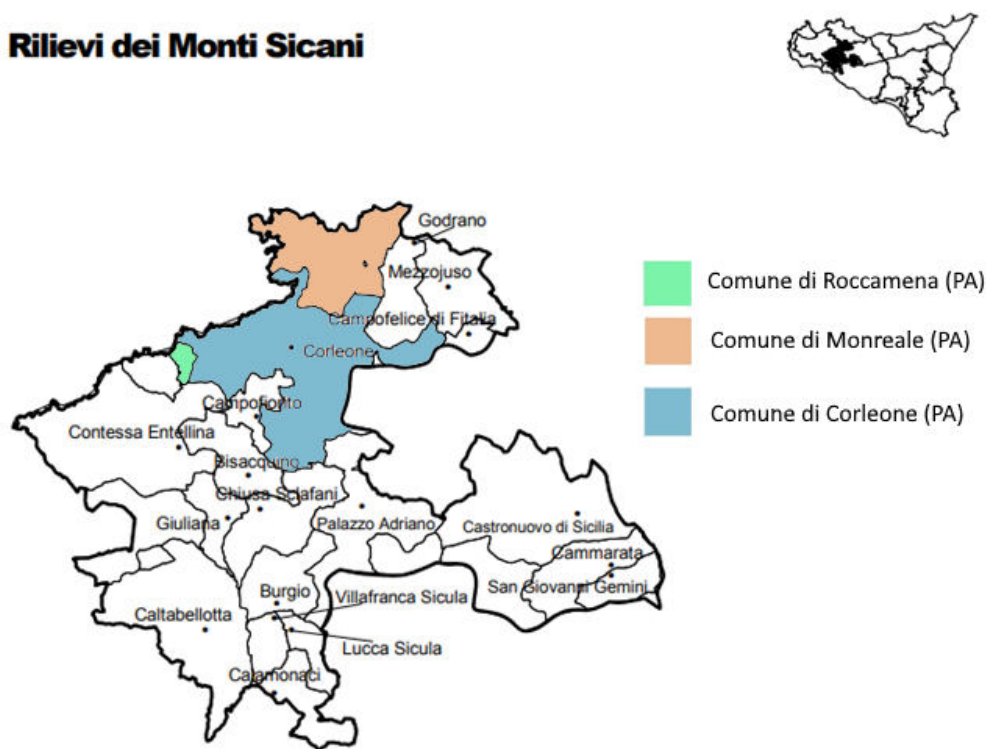 Rilievi dei Monti Sicani
Godrano
Mezzojuso
Campofelice di Fitalia
Corleone
Campofiorito
Contessa Entellina
Bisacquino
Chiusa Sclafani
Giuliana
Palazzo Adriano
Castronuovo di Sicilia
Cammarata
San Giovanni Gemini
Burgio
Villafranca Sicula
Caltabellotta
Lucca Sicula
Calamonaci
Comune di Roccamena (PA)
Comune di Monreale (PA)
Comune di Corleone (PA)